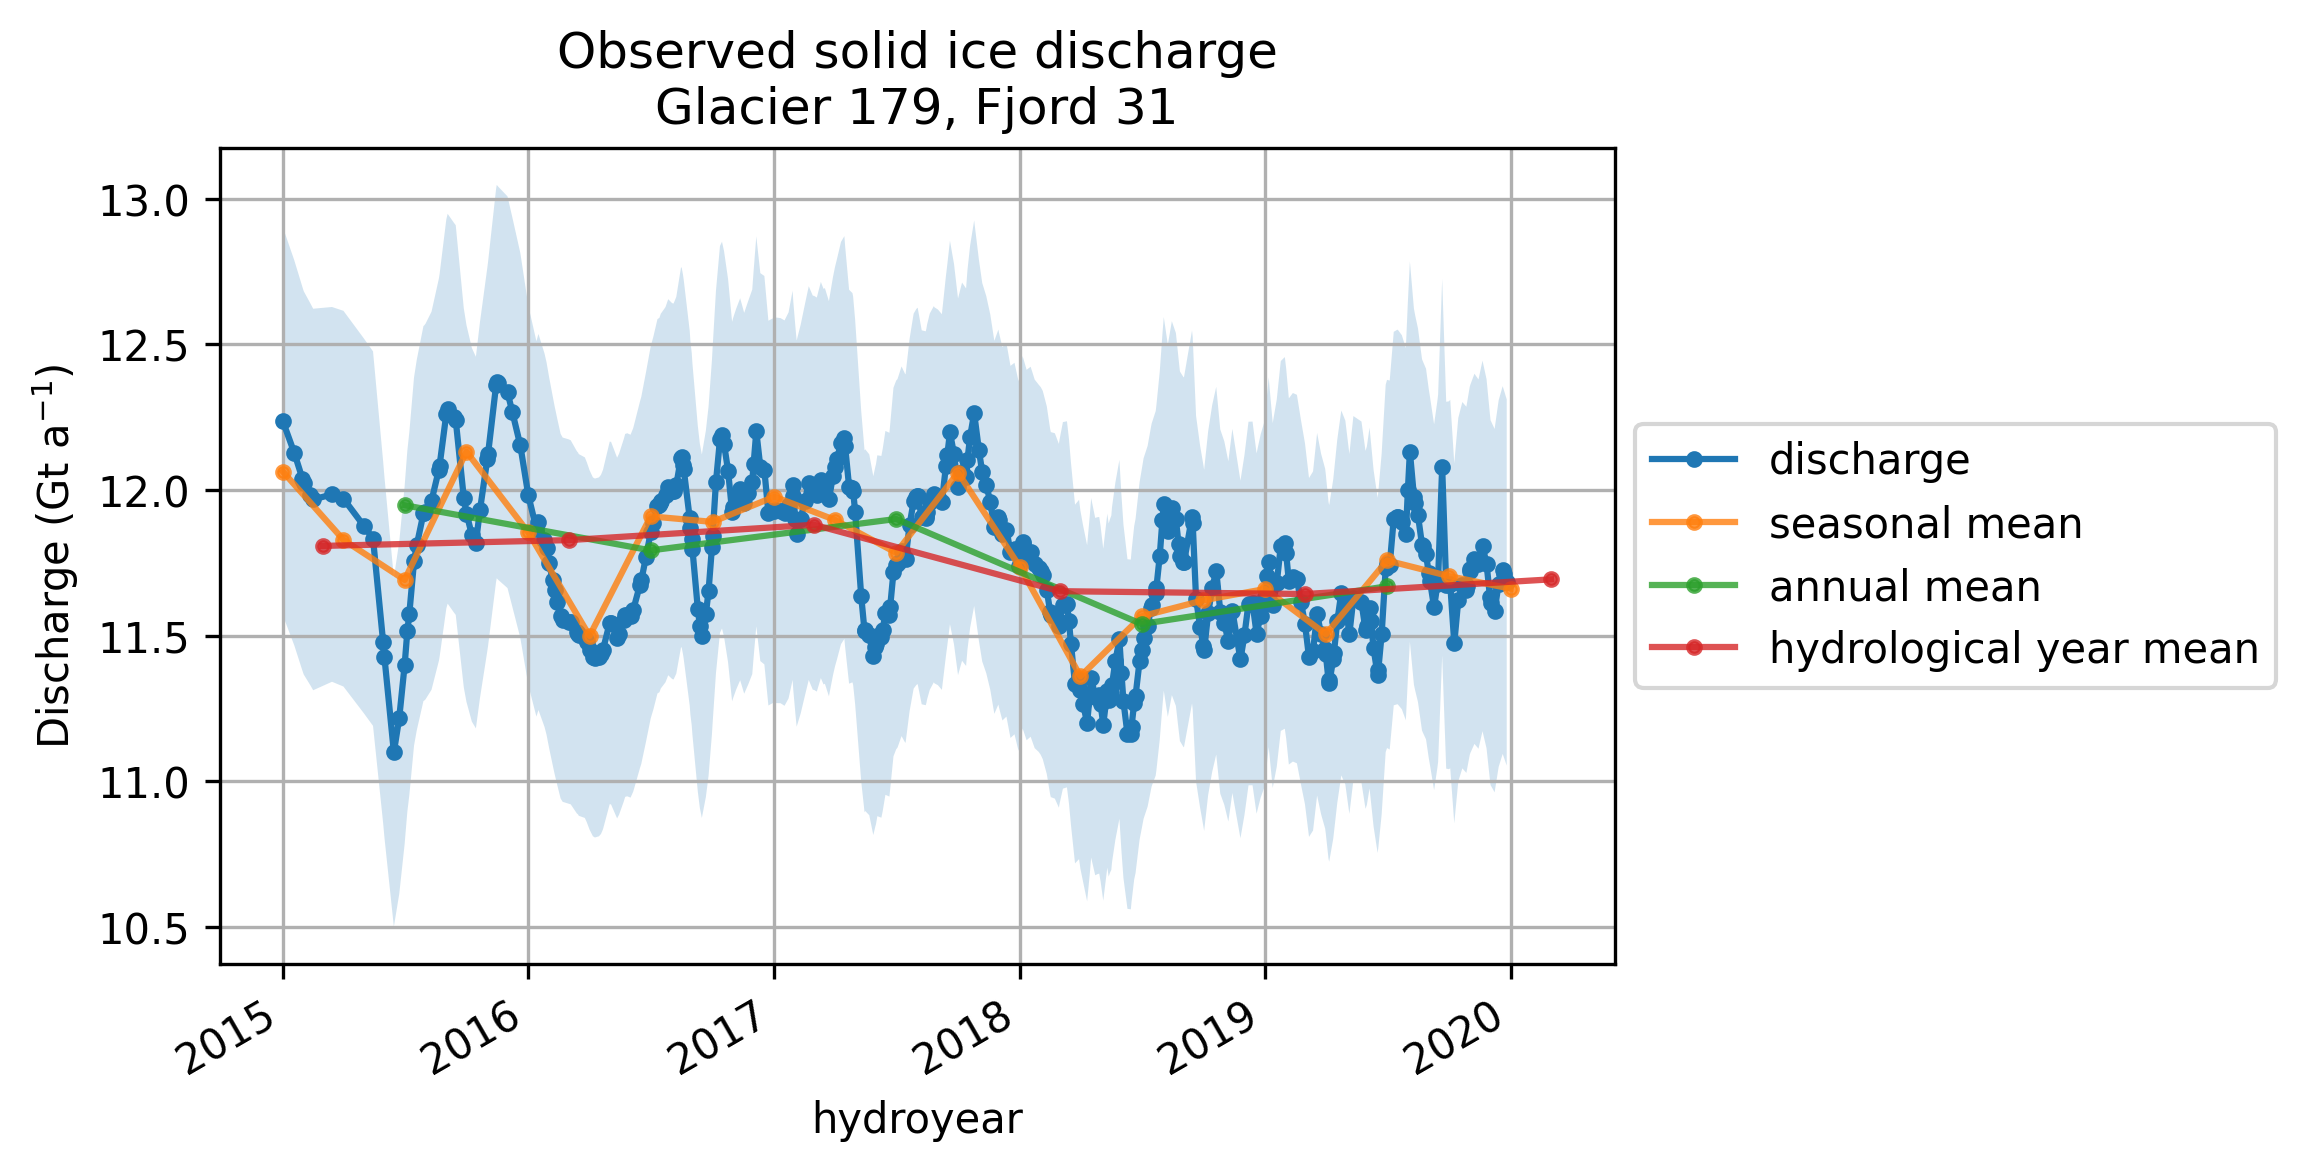 Observed solid ice discharge
Glacier 179, Fjord 31
Discharge (Gt a⁻¹)
13.0
12.5
12.0
11.5
11.0
10.5
2015
2016
2017
2018
2019
2020
hydroyear
discharge
seasonal mean
annual mean
hydrological year mean